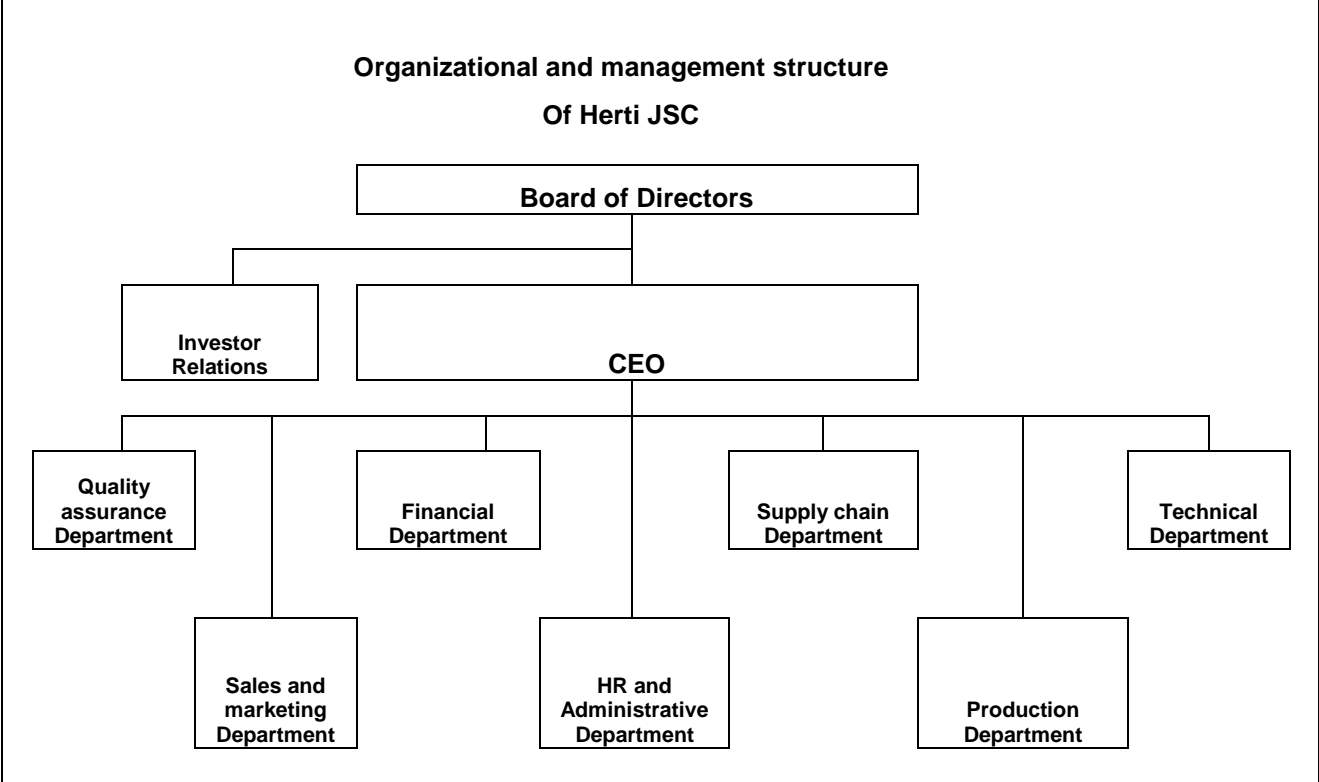 Organizational and management structure
Of Herti JSC
Board of Directors
Investor
Relations
CEO
Quality
assurance
Department
Financial
Department
Supply chain
Department
Technical
Department
Sales and
marketing
Department
HR and
Administrative
Department
Production
Department